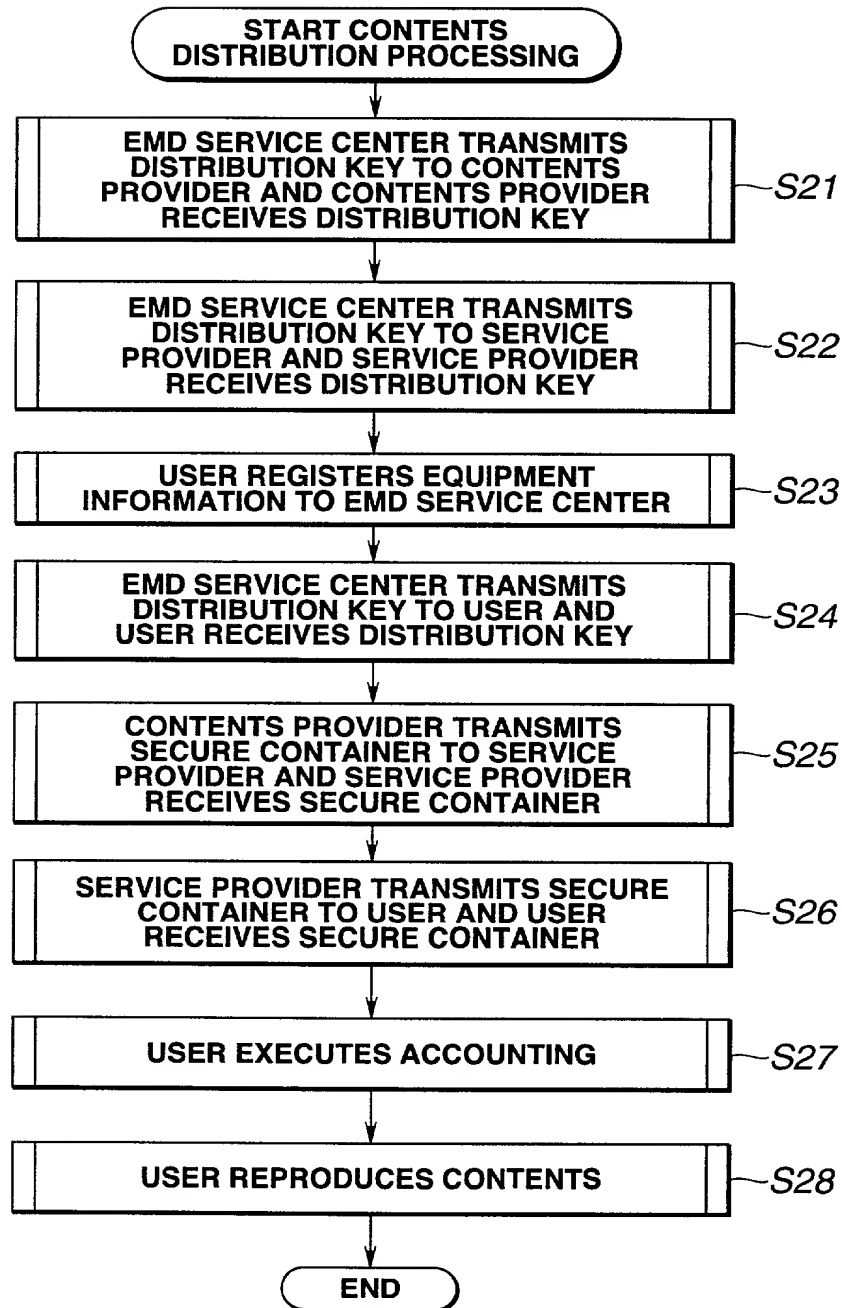 START CONTENTS
DISTRIBUTION PROCESSING
EMD SERVICE CENTER TRANSMITS
DISTRIBUTION KEY TO CONTENTS
PROVIDER AND CONTENTS PROVIDER
RECEIVES DISTRIBUTION KEY
S21
EMD SERVICE CENTER TRANSMITS
DISTRIBUTION KEY TO SERVICE
PROVIDER AND SERVICE PROVIDER
RECEIVES DISTRIBUTION KEY
S22
USER REGISTERS EQUIPMENT
INFORMATION TO EMD SERVICE CENTER
S23
EMD SERVICE CENTER TRANSMITS
DISTRIBUTION KEY TO USER AND
USER RECEIVES DISTRIBUTION KEY
S24
CONTENTS PROVIDER TRANSMITS
SECURE CONTAINER TO SERVICE
PROVIDER AND SERVICE PROVIDER
RECEIVES SECURE CONTAINER
S25
SERVICE PROVIDER TRANSMITS SECURE
CONTAINER TO USER AND USER
RECEIVES SECURE CONTAINER
S26
USER EXECUTES ACCOUNTING
S27
USER REPRODUCES CONTENTS
S28
END